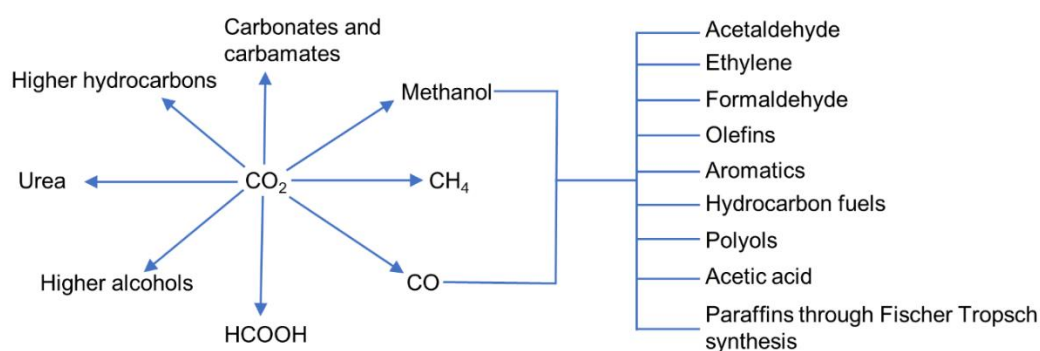 Carbonates and
carbamates
Higher hydrocarbons
Methanol
Urea
CO₂
CH₄
Higher alcohols
CO
HCOOH
Acetaldehyde
Ethylene
Formaldehyde
Olefins
Aromatics
Hydrocarbon fuels
Polyols
Acetic acid
Paraffins through Fischer Tropsch
synthesis